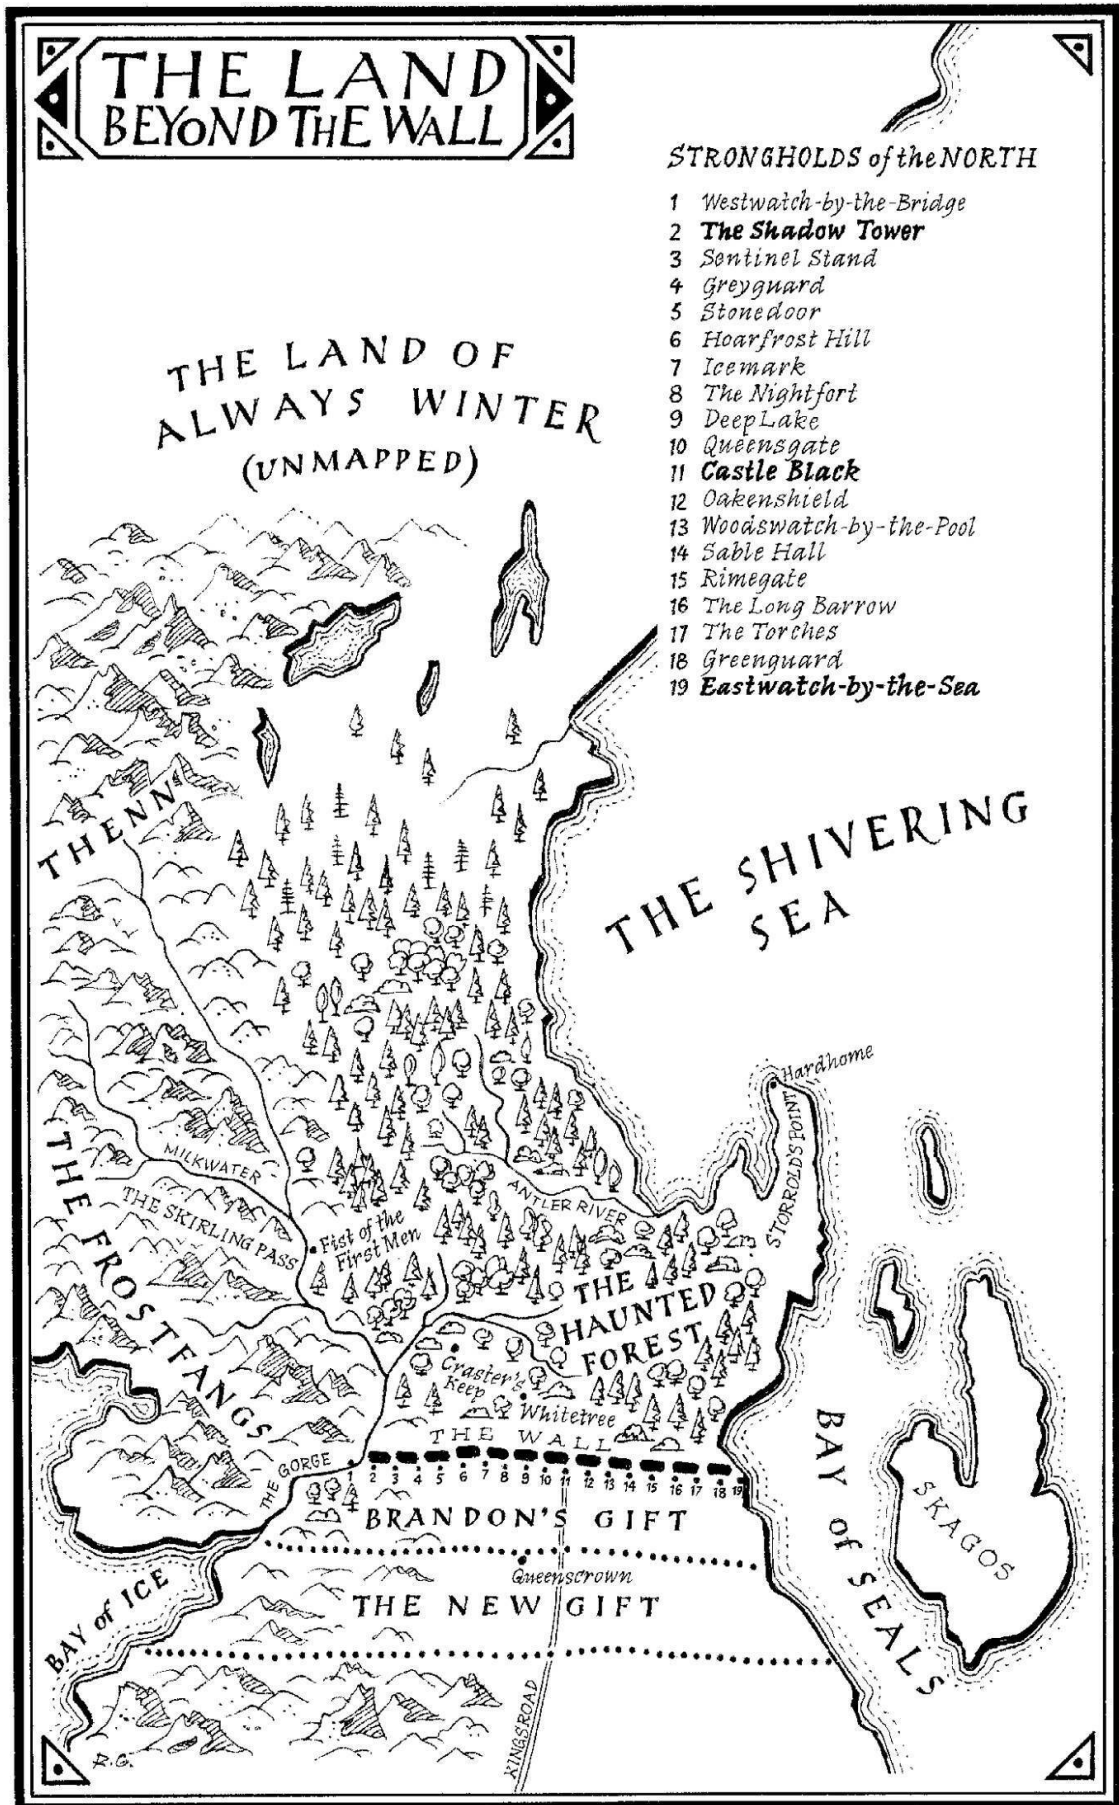 THE LAND
BEYOND THE WALL
STRONGHOLDS of the NORTH
1 Westwatch-by-the-Bridge
2 The Shadow Tower
3 Sentinel Stand
4 Greyguard
5 Stonedoor
6 Hoarfrost Hill
7 Icemark
8 The Nightfort
9 Deep Lake
10 Queensgate
11 Castle Black
12 Oakenshield
13 Woodswatch-by-the-Pool
14 Sable Hall
15 Rimegate
16 The Long Barrow
17 The Torches
18 Greenguard
19 Eastwatch-by-the-Sea
THE LAND OF
ALWAYS WINTER
(UNMAPPED)
THENN
THE SHIVERING
SEA
Hardhome
STORROLD'S POINT
MILKWATER
THE SKIRLING PASS
THE FROSTFANGS
Fist of the
First Men
ANTLER RIVER
THE
HAUNTED
FOREST
Craster's
Keep
Whitetree
THE WALL
THE GORGE
1 2 3 4 5 6 7 8 9 10 11 12 13 14 15 16 17 18 19
BRANDON'S GIFT
Queenscrown
THE NEW GIFT
BAY of ICE
BAY of SEALS
SKAGOS
KINGSROAD
R.G.